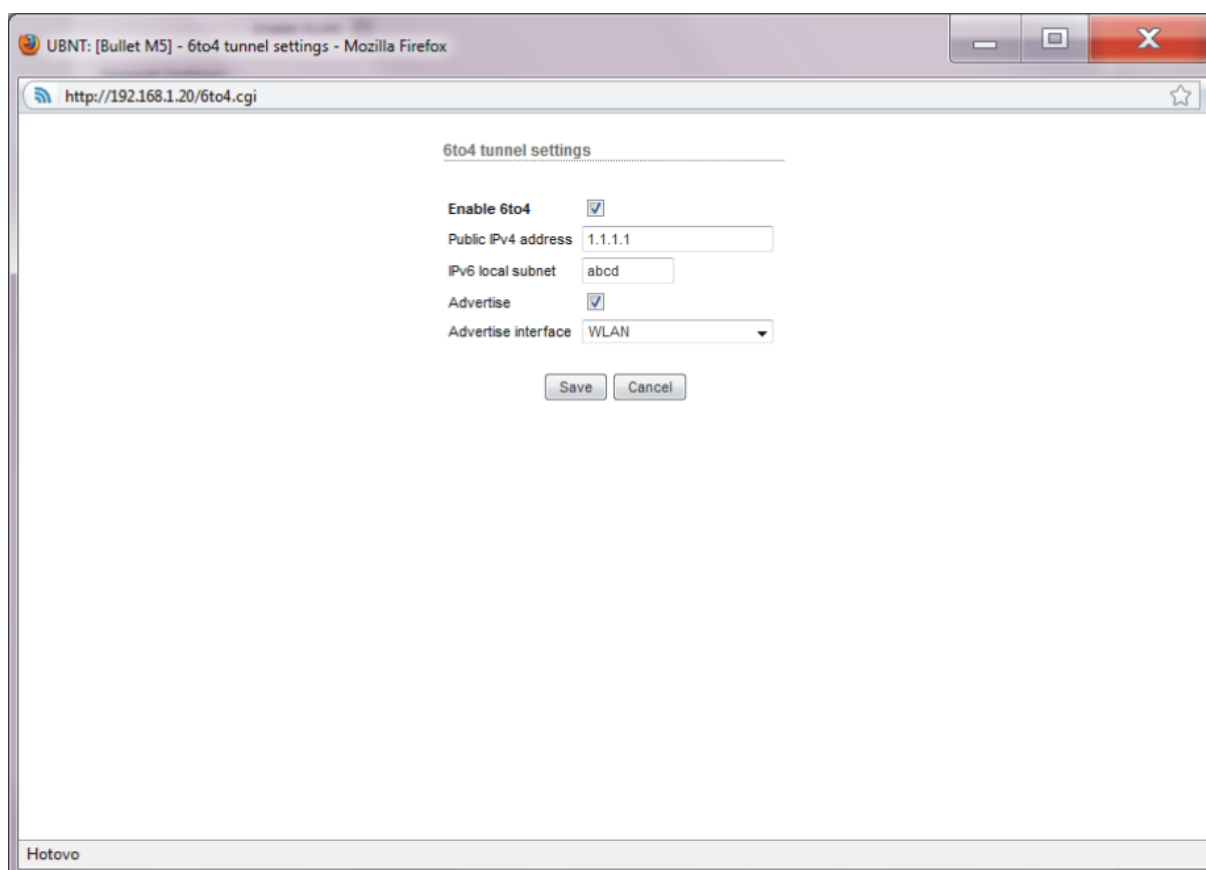 UBNT: [Bullet M5] - 6to4 tunnel settings - Mozilla Firefox
http://192.168.1.20/6to4.cgi
6to4 tunnel settings
Enable 6to4
Public IPv4 address 1.1.1.1
IPv6 local subnet abcd
Advertise
Advertise interface WLAN
Save Cancel
Hotovo